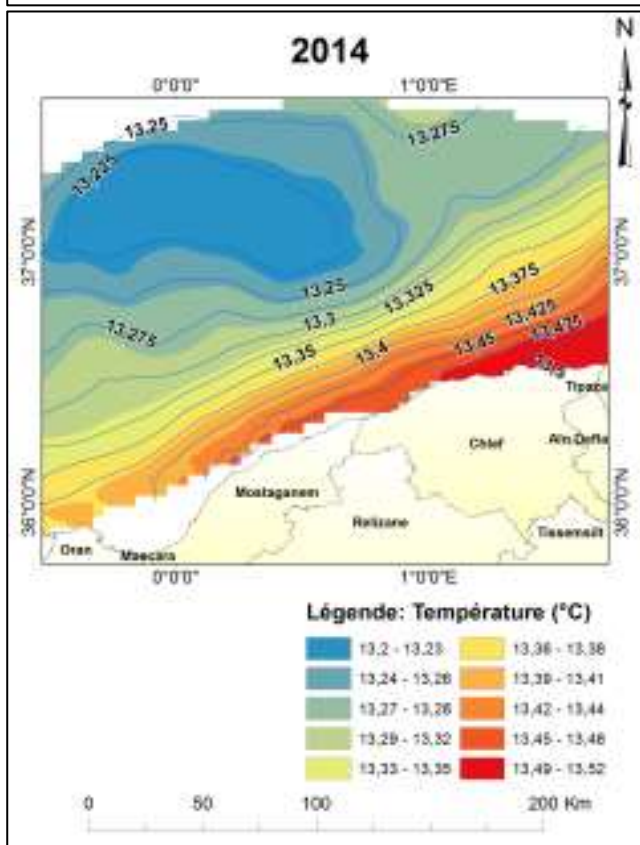 2014
N
0°0'0" 1°0'0"E
13,25
13,225
13,275
37°0'0"N 37°0'0"N
13,25
13,325
13,375
13,275
13,3
13,425
13,35
13,4
13,45
13,475
13,5
Tipaza
Chlef
Aïn Defla
Mostaganem
Relizane
36°0'0"N 36°0'0"N
Oran
Mascara
Tissemsilt
0°0'0" 1°0'0"E
Légende: Température (°C)
13,2 - 13,23 13,36 - 13,38
13,24 - 13,26 13,39 - 13,41
13,27 - 13,28 13,42 - 13,44
13,29 - 13,32 13,45 - 13,48
13,33 - 13,35 13,49 - 13,52
0 50 100 200 Km